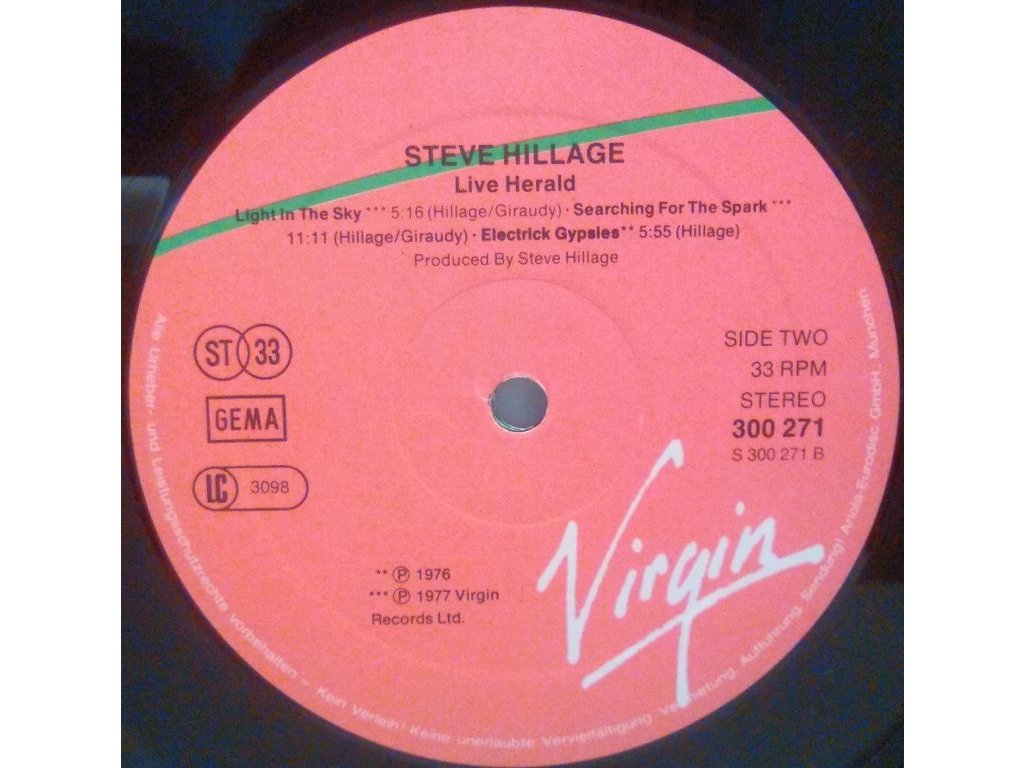 STEVE HILLAGE
Live Herald
Light In The Sky *** 5:16 (Hillage/Giraudy) · Searching For The Spark ***
11:11 (Hillage/Giraudy) · Electrick Gypsies** 5:55 (Hillage)
Produced By Steve Hillage
ST 33
GEMA
LC 3098
SIDE TWO
33 RPM
STEREO
300 271
S 300 271 B
** ℗ 1976
*** ℗ 1977 Virgin
Records Ltd.
Virgin
Alle Urheber- und Leistungsschutzrechte vorbehalten - Kein Verleih! Keine unerlaubte Vervielfältigung, Vermietung, Aufführung, Sendung! Ariola-Eurodisc GmbH, München